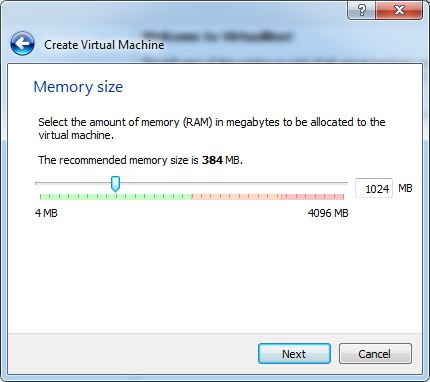 Create Virtual Machine
Memory size
Select the amount of memory (RAM) in megabytes to be allocated to the
virtual machine.
The recommended memory size is 384 MB.
1024 MB
4 MB 4096 MB
Next Cancel